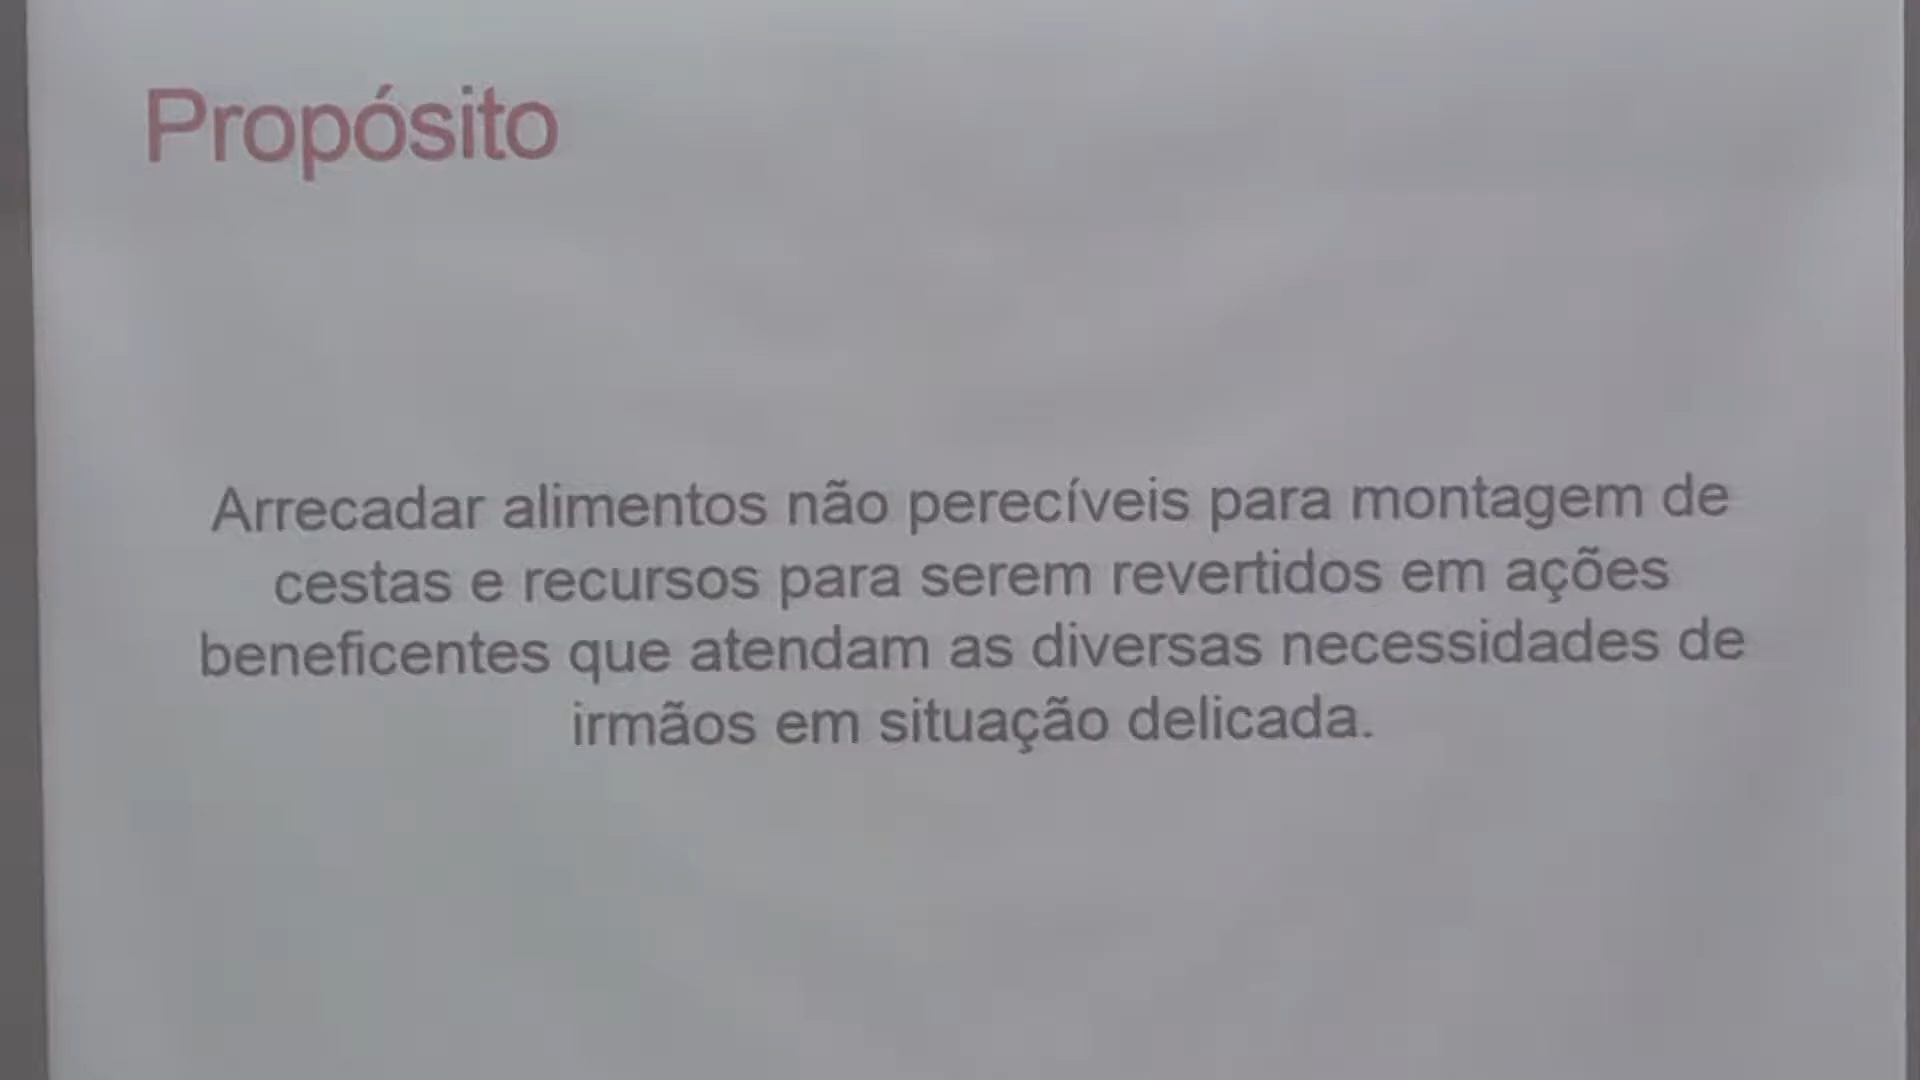 Propósito
Arrecadar alimentos não perecíveis para montagem de
cestas e recursos para serem revertidos em ações
beneficentes que atendam as diversas necessidades de
irmãos em situação delicada.